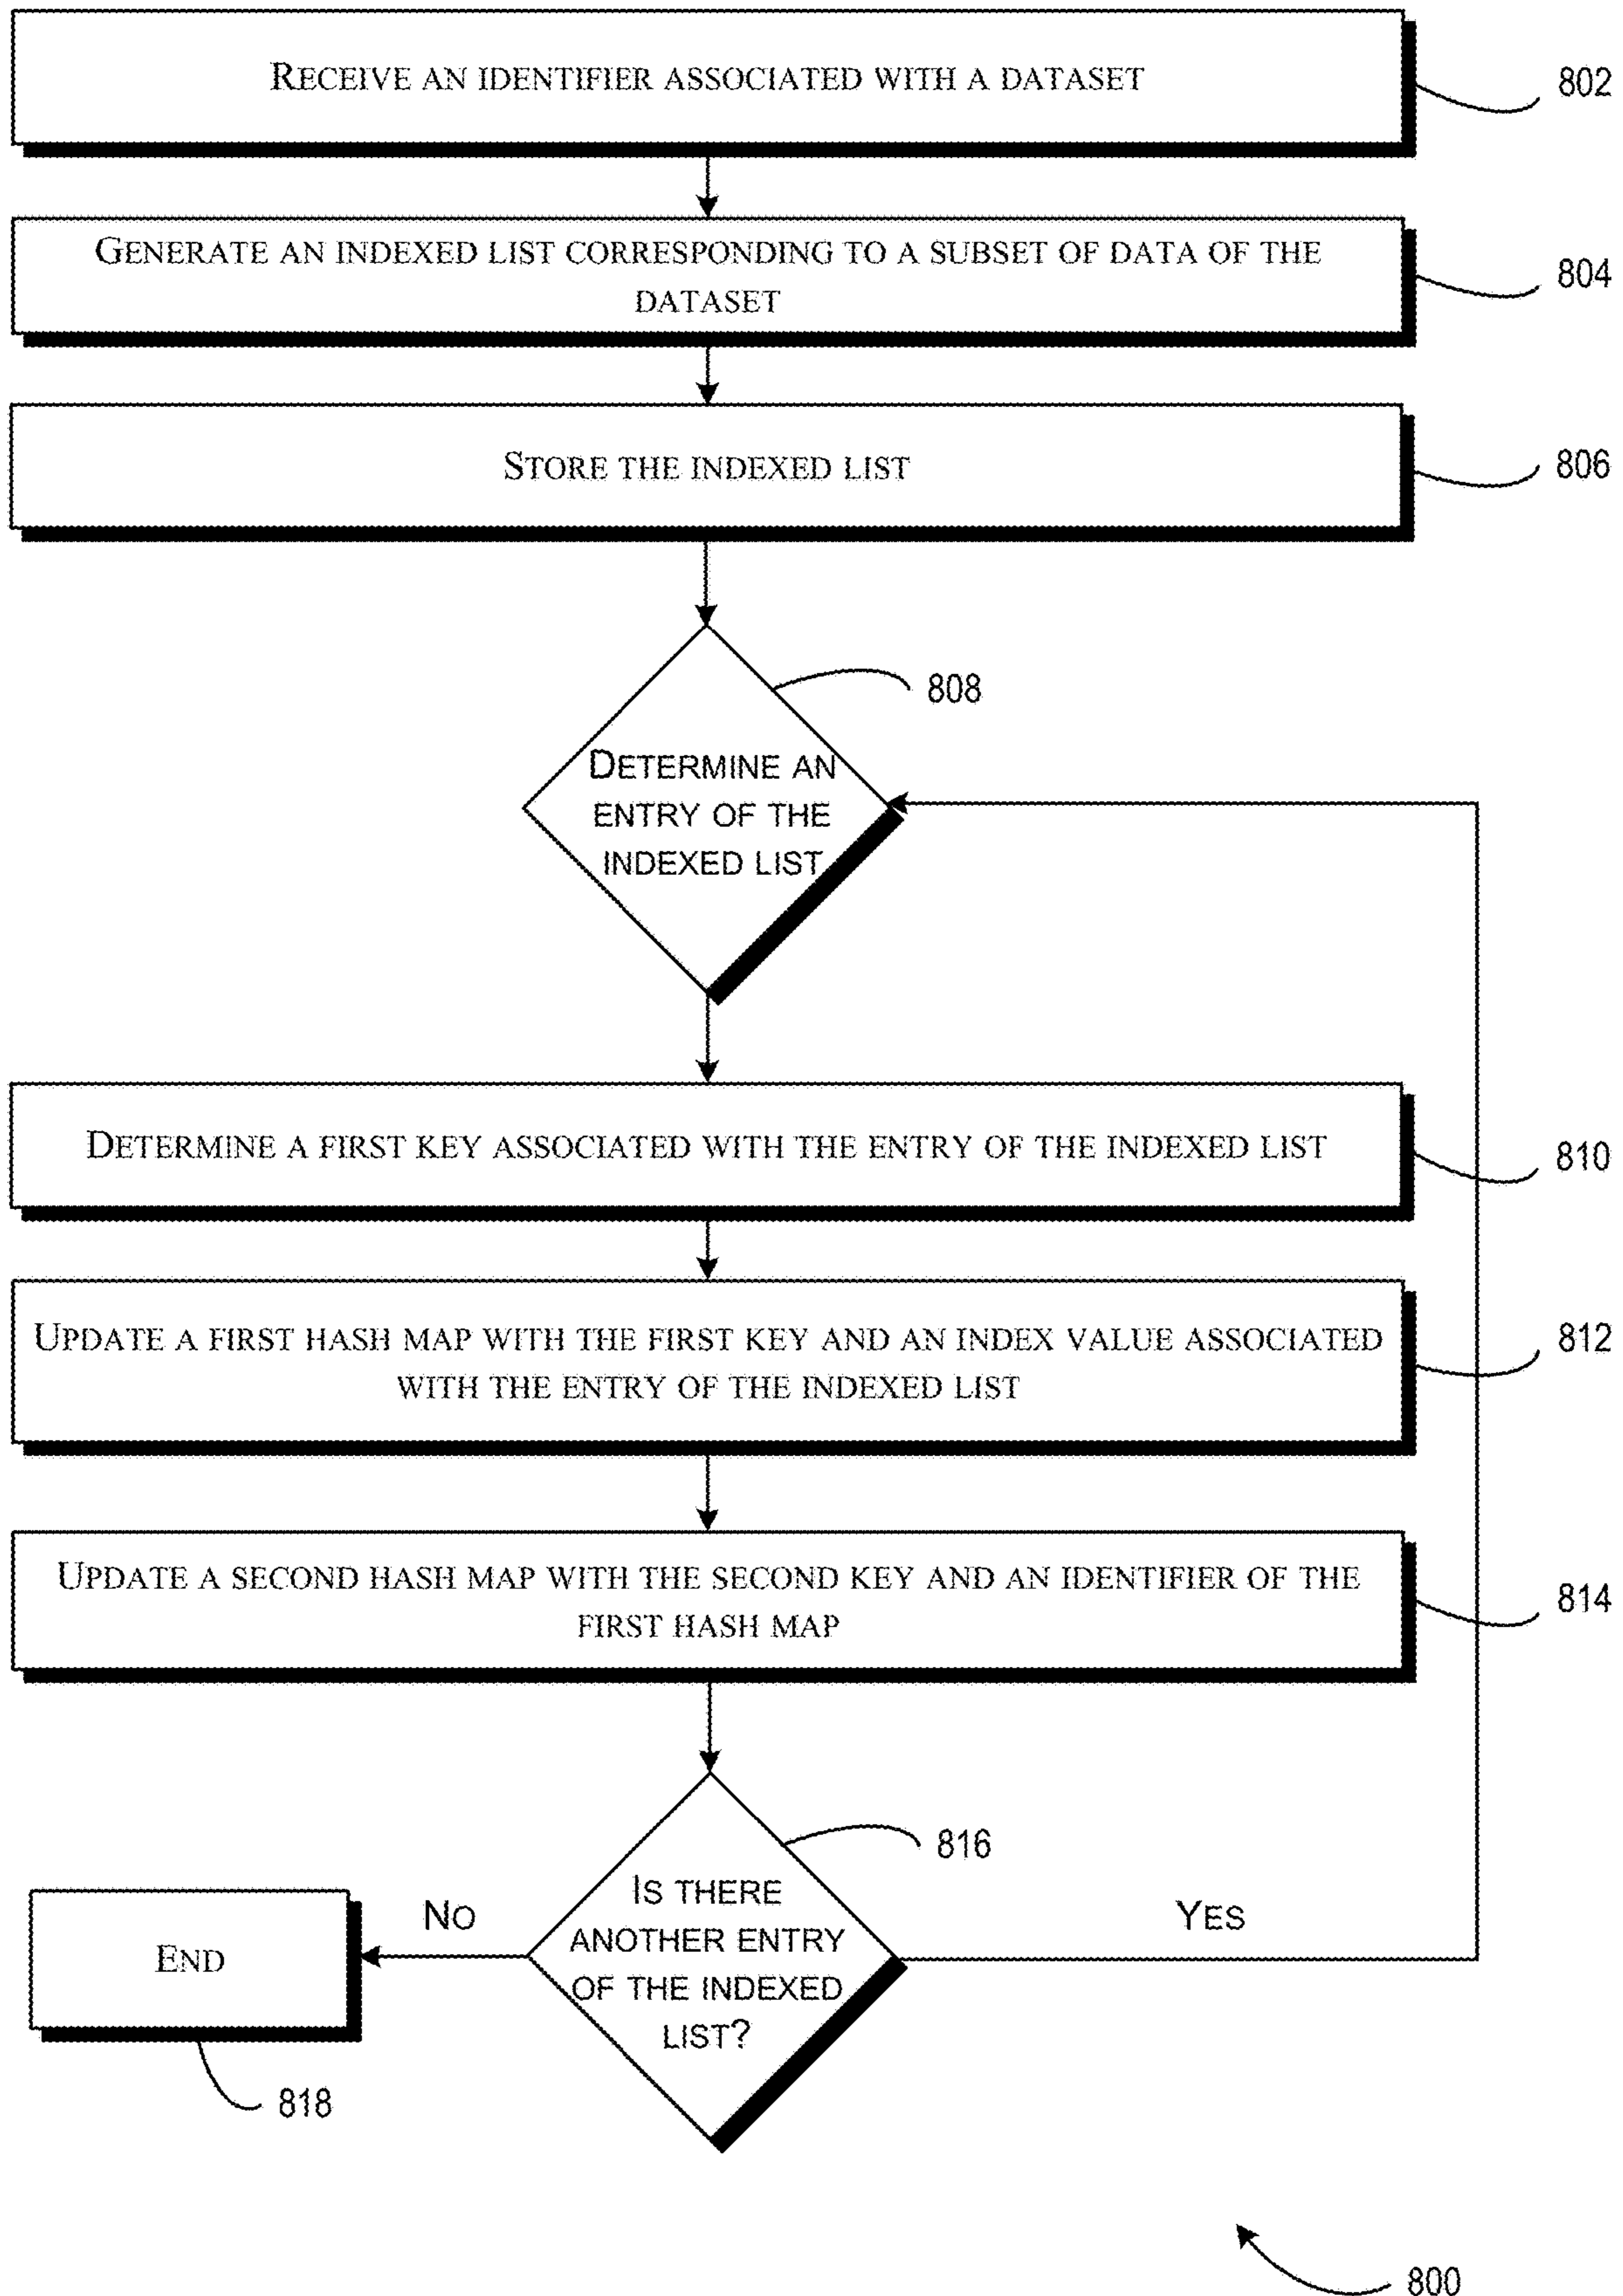 RECEIVE AN IDENTIFIER ASSOCIATED WITH A DATASET
802
GENERATE AN INDEXED LIST CORRESPONDING TO A SUBSET OF DATA OF THE
DATASET
804
STORE THE INDEXED LIST
806
808
DETERMINE AN
ENTRY OF THE
INDEXED LIST
DETERMINE A FIRST KEY ASSOCIATED WITH THE ENTRY OF THE INDEXED LIST
810
UPDATE A FIRST HASH MAP WITH THE FIRST KEY AND AN INDEX VALUE ASSOCIATED
WITH THE ENTRY OF THE INDEXED LIST
812
UPDATE A SECOND HASH MAP WITH THE SECOND KEY AND AN IDENTIFIER OF THE
FIRST HASH MAP
814
816
IS THERE
ANOTHER ENTRY
OF THE INDEXED
LIST?
NO
YES
END
818
800